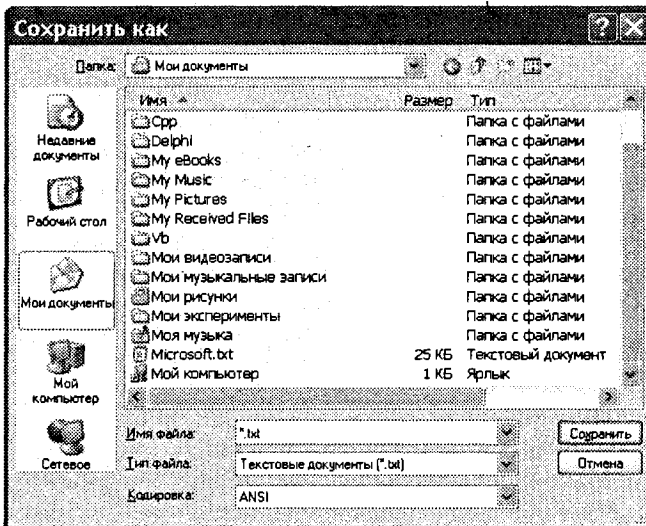 Сохранить как
Папка: Мои документы
Имя Размер Тип
Cpp Папка с файлами
Delphi Папка с файлами
My eBooks Папка с файлами
My Music Папка с файлами
My Pictures Папка с файлами
My Received Files Папка с файлами
Vb Папка с файлами
Мои видеозаписи Папка с файлами
Мои музыкальные записи Папка с файлами
Мои рисунки Папка с файлами
Мои эксперименты Папка с файлами
Моя музыка Папка с файлами
Microsoft.txt 25 КБ Текстовый документ
Мой компьютер 1 КБ Ярлык
Недавние
документы
Рабочий стол
Мои документы
Мой
компьютер
Сетевое
Имя файла: *.txt Сохранить
Тип файла: Текстовые документы (*.txt) Отмена
Кодировка: ANSI